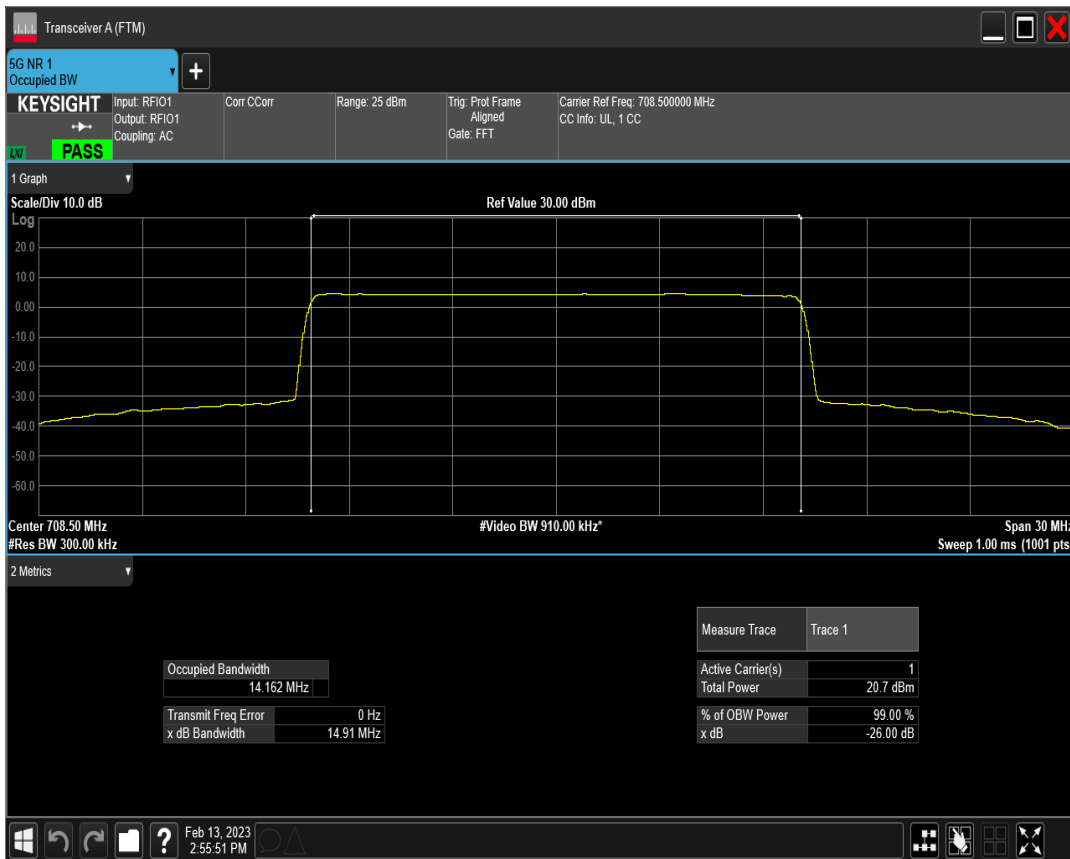 Transceiver A (FTM)
5G NR 1
Occupied BW
+
KEYSIGHT
LXI
PASS
Input: RFIO1
Output: RFIO1
Coupling: AC
Corr CCorr
Range: 25 dBm
Trig: Prot Frame
Aligned
Gate: FFT
Carrier Ref Freq: 708.500000 MHz
CC Info: UL, 1 CC
1 Graph
Scale/Div 10.0 dB
Ref Value 30.00 dBm
Log
20.0
10.0
0.00
-10.0
-20.0
-30.0
-40.0
-50.0
-60.0
Center 708.50 MHz
#Video BW 910.00 kHz*
Span 30 MHz
#Res BW 300.00 kHz
Sweep 1.00 ms (1001 pts
2 Metrics
Measure Trace Trace 1
Occupied Bandwidth
14.162 MHz
Active Carrier(s) 1
Total Power 20.7 dBm
Transmit Freq Error 0 Hz
x dB Bandwidth 14.91 MHz
% of OBW Power 99.00 %
x dB -26.00 dB
?
Feb 13, 2023
2:55:51 PM